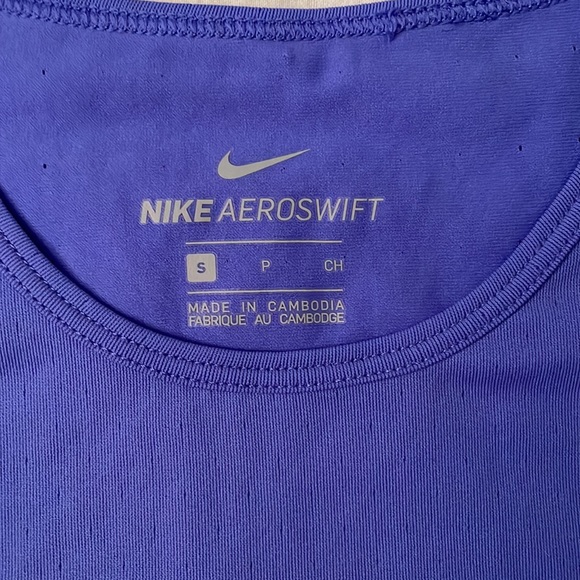 NIKE AEROSWIFT
S P CH
MADE IN CAMBODIA
FABRIQUE AU CAMBODGE